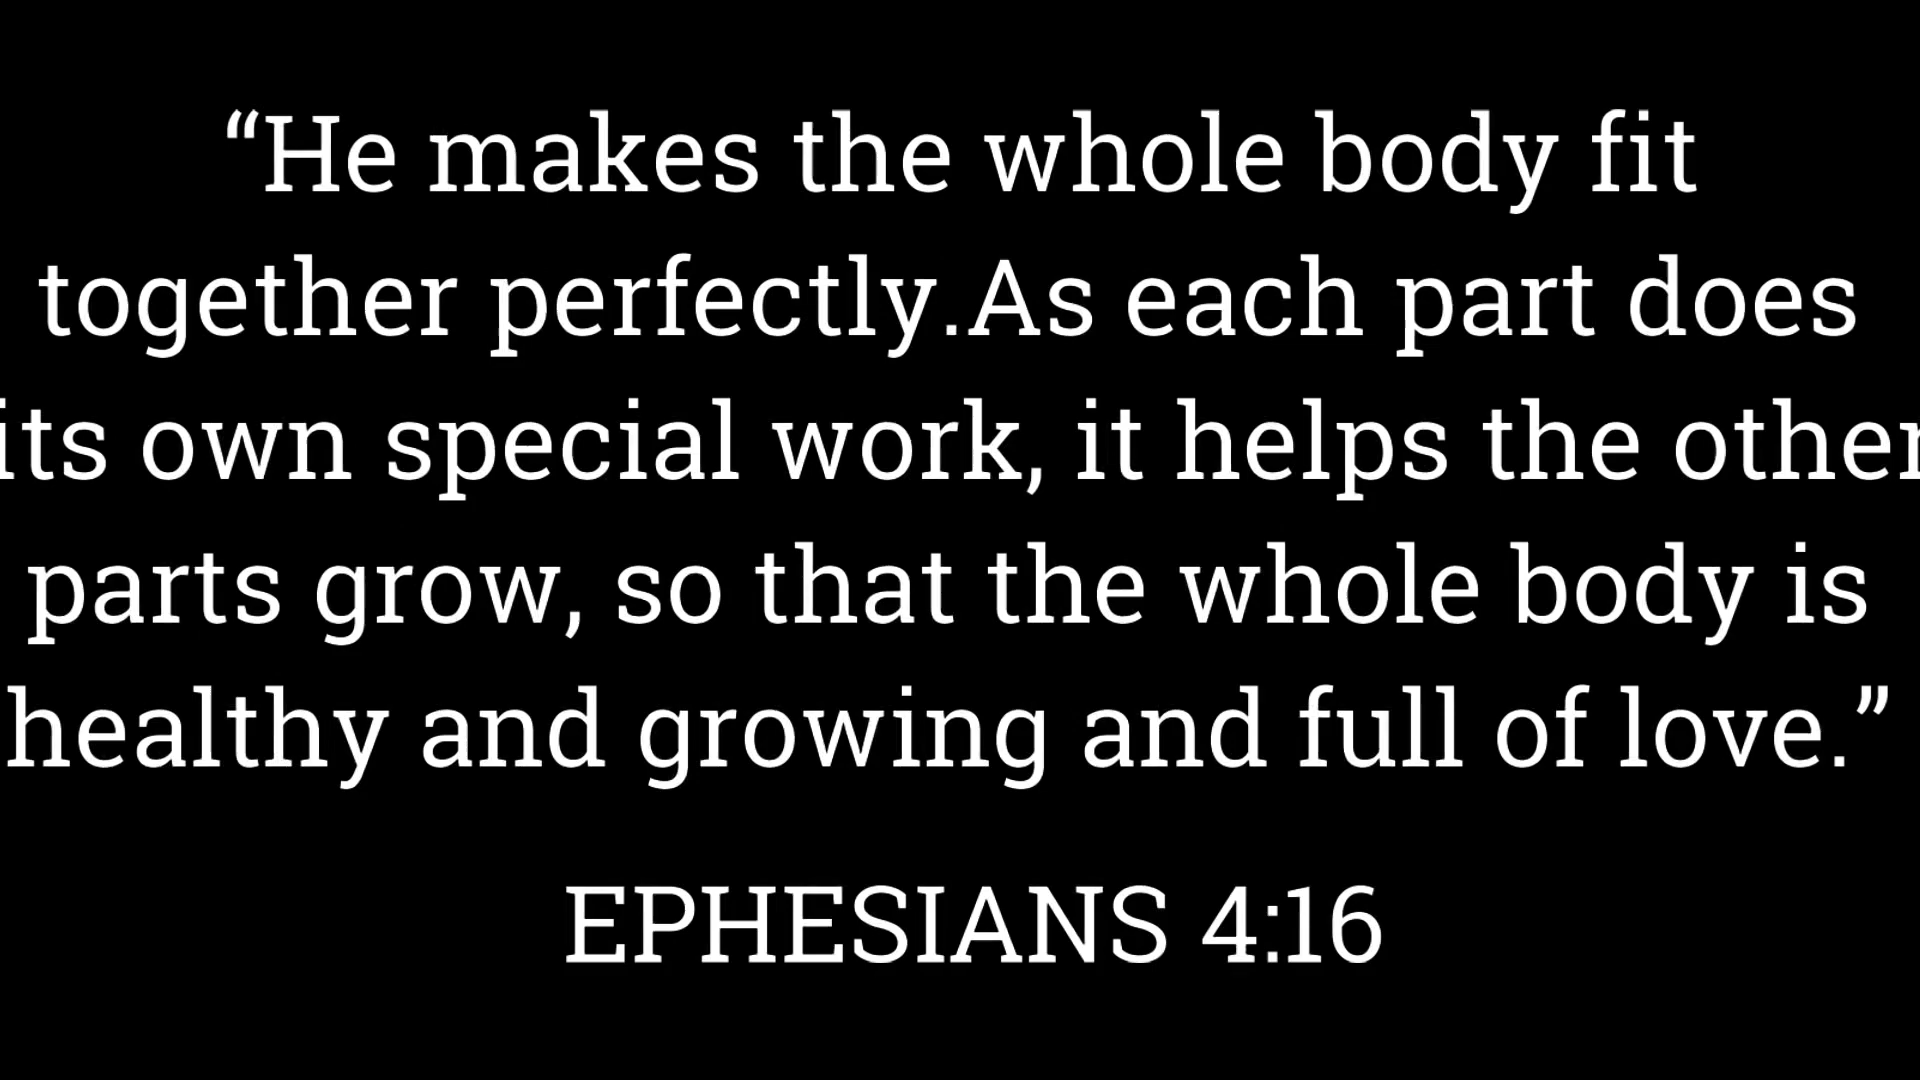 “He makes the whole body fit
together perfectly.As each part does
its own special work, it helps the other
parts grow, so that the whole body is
healthy and growing and full of love.”
EPHESIANS 4:16